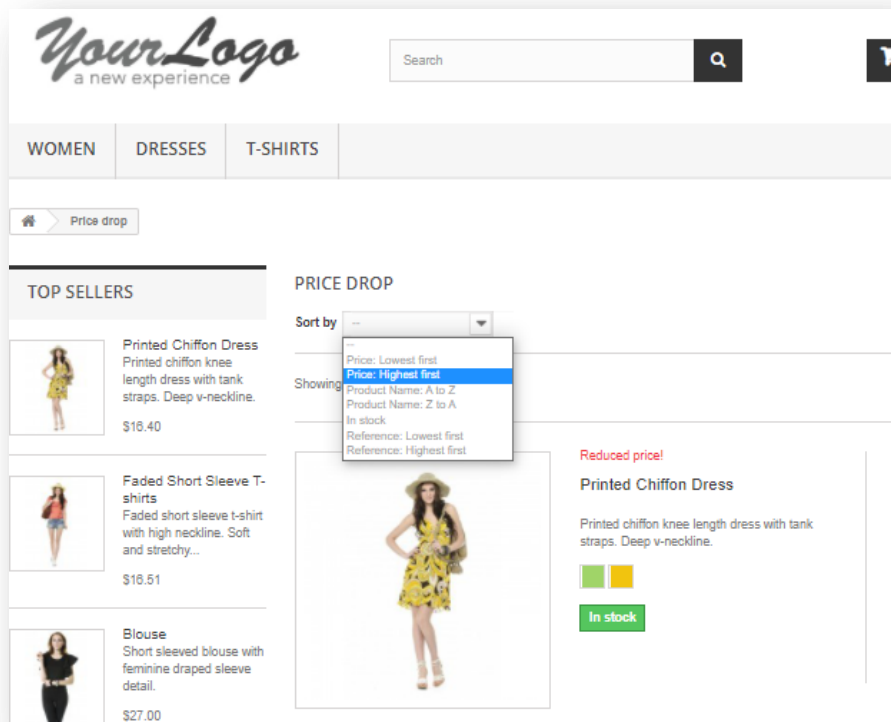 YourLogo
a new experience
Search
WOMEN
DRESSES
T-SHIRTS
Price drop
TOP SELLERS
Printed Chiffon Dress
Printed chiffon knee
length dress with tank
straps. Deep v-neckline.
$16.40
Faded Short Sleeve T-
shirts
Faded short sleeve t-shirt
with high neckline. Soft
and stretchy...
$16.51
Blouse
Short sleeved blouse with
feminine draped sleeve
detail.
$27.00
PRICE DROP
Sort by --
--
Price: Lowest first
Price: Highest first
Product Name: A to Z
Product Name: Z to A
In stock
Reference: Lowest first
Reference: Highest first
Showing
Reduced price!
Printed Chiffon Dress
Printed chiffon knee length dress with tank
straps. Deep v-neckline.
In stock